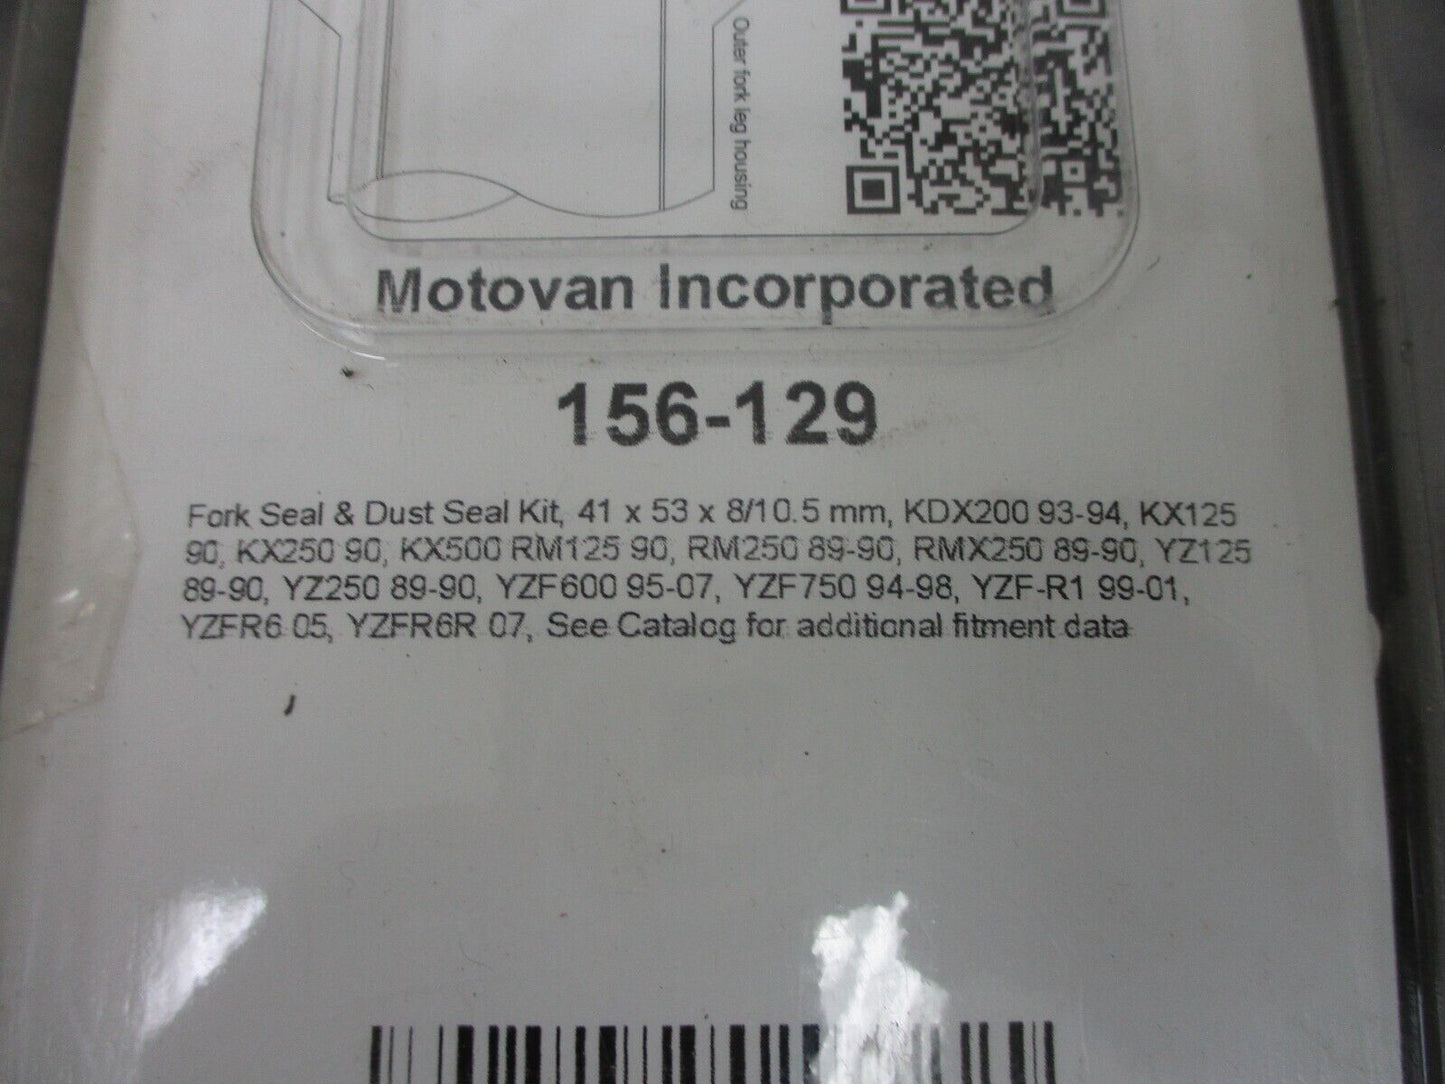 Outer fork leg housing
Motovan Incorporated
156-129
Fork Seal & Dust Seal Kit, 41 x 53 x 8/10.5 mm, KDX200 93-94, KX125
90, KX250 90, KX500 RM125 90, RM250 89-90, RMX250 89-90, YZ125
89-90, YZ250 89-90, YZF600 95-07, YZF750 94-98, YZF-R1 99-01,
YZFR6 05, YZFR6R 07, See Catalog for additional fitment data